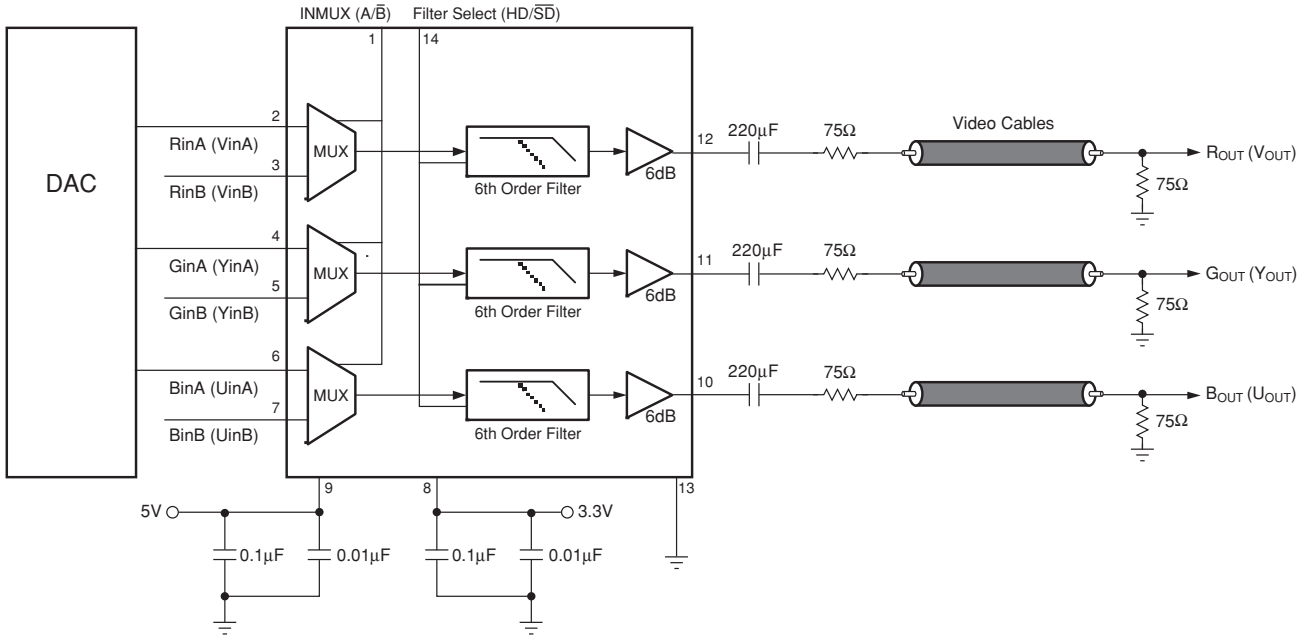 INMUX (A/B̅)
Filter Select (HD/S̅D̅)
1
14
DAC
2
RinA (VinA)
3
RinB (VinB)
MUX
6th Order Filter
6dB
12
220μF
75Ω
Video Cables
ROUT (VOUT)
75Ω
4
GinA (YinA)
5
GinB (YinB)
MUX
6th Order Filter
6dB
11
220μF
75Ω
GOUT (YOUT)
75Ω
6
BinA (UinA)
7
BinB (UinB)
MUX
6th Order Filter
6dB
10
220μF
75Ω
BOUT (UOUT)
75Ω
9
8
13
5V
3.3V
0.1μF
0.01μF
0.1μF
0.01μF